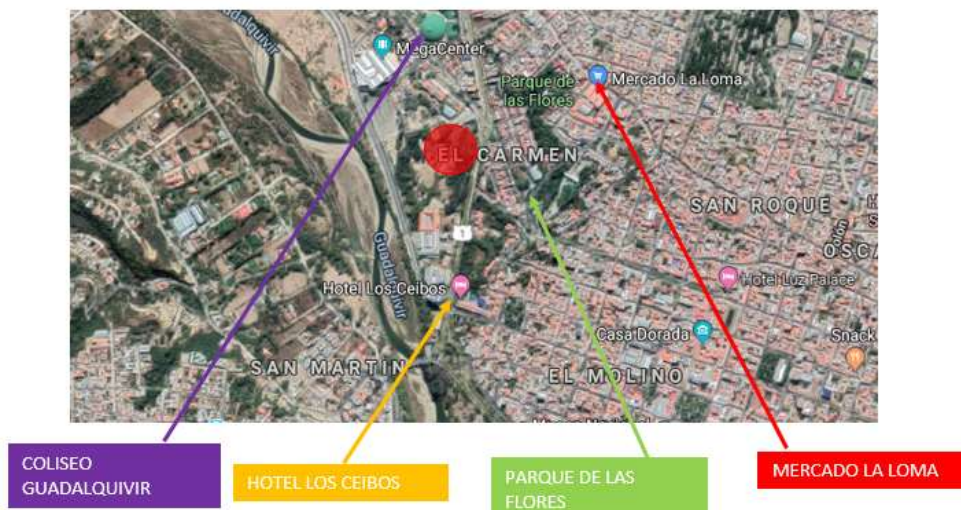 Guadalquivir
MegaCenter
Parque de
las Flores
Mercado La Loma
EL CARMEN
SAN ROQUE
Colón
OSCA
1
Guadalquivir
Hotel Los Ceibos
Hotel Luz Palace
Casa Dorada
Snack
SAN MARTIN
EL MOLINO
COLISEO
GUADALQUIVIR
HOTEL LOS CEIBOS
PARQUE DE LAS
FLORES
MERCADO LA LOMA